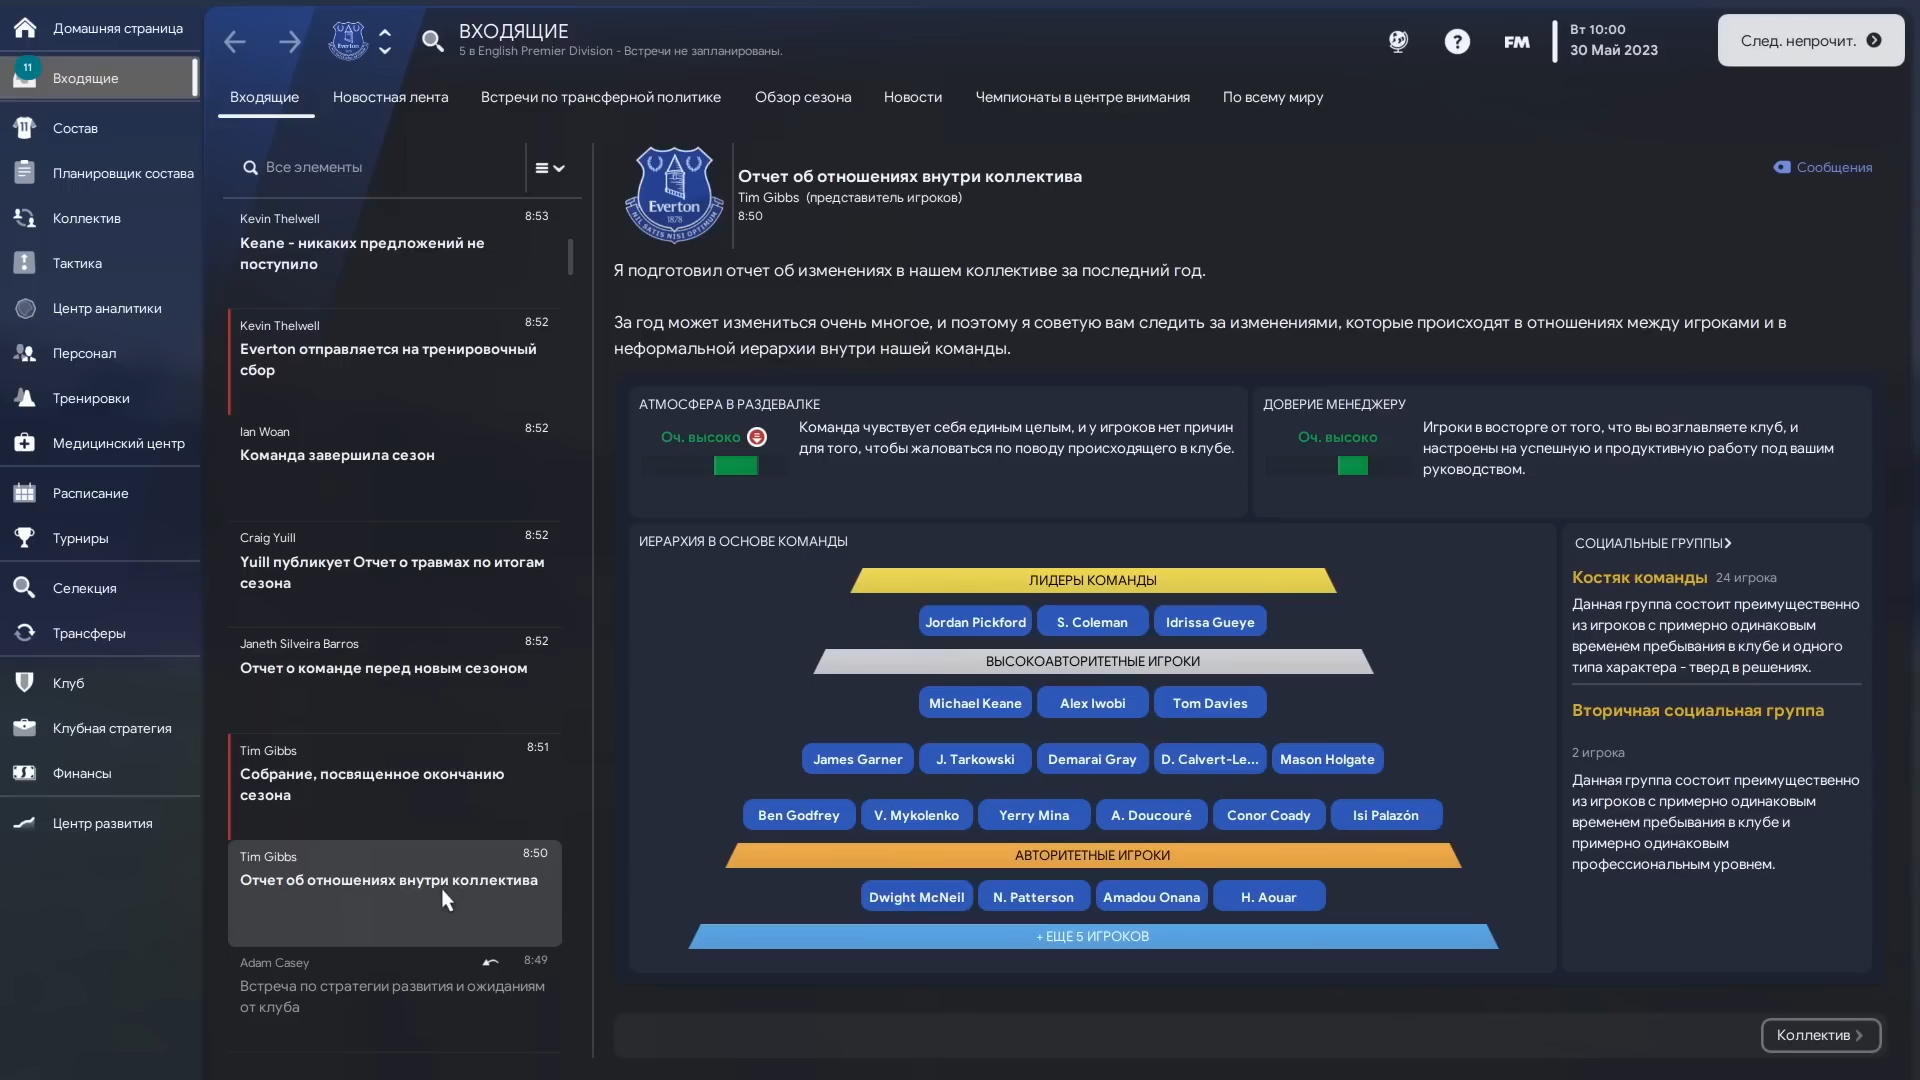 Домашняя страница
11
Входящие
Состав
Планировщик состава
Коллектив
Тактика
Центр аналитики
Персонал
Тренировки
Медицинский центр
Расписание
Турниры
Селекция
Трансферы
Клуб
Клубная стратегия
Финансы
Центр развития
Everton
ВХОДЯЩИЕ
5 в English Premier Division - Встречи не запланированы.
?
FM
Вт 10:00
30 Май 2023
След. непрочит.
Входящие
Новостная лента
Встречи по трансферной политике
Обзор сезона
Новости
Чемпионаты в центре внимания
По всему миру
Все элементы
Kevin Thelwell 8:53
Keane - никаких предложений не
поступило
Kevin Thelwell 8:52
Everton отправляется на тренировочный
сбор
Ian Woan 8:52
Команда завершила сезон
Craig Yuill 8:52
Yuill публикует Отчет о травмах по итогам
сезона
Janeth Silveira Barros 8:52
Отчет о команде перед новым сезоном
Tim Gibbs 8:51
Собрание, посвященное окончанию
сезона
Tim Gibbs 8:50
Отчет об отношениях внутри коллектива
Adam Casey 8:49
Встреча по стратегии развития и ожиданиям
от клуба
Everton
1878
NIL SATIS NISI OPTIMUM
Отчет об отношениях внутри коллектива
Tim Gibbs (представитель игроков)
8:50
Сообщения
Я подготовил отчет об изменениях в нашем коллективе за последний год.
За год может измениться очень многое, и поэтому я советую вам следить за изменениями, которые происходят в отношениях между игроками и в
неформальной иерархии внутри нашей команды.
АТМОСФЕРА В РАЗДЕВАЛКЕ
Оч. высоко
Команда чувствует себя единым целым, и у игроков нет причин
для того, чтобы жаловаться по поводу происходящего в клубе.
ДОВЕРИЕ МЕНЕДЖЕРУ
Оч. высоко
Игроки в восторге от того, что вы возглавляете клуб, и
настроены на успешную и продуктивную работу под вашим
руководством.
ИЕРАРХИЯ В ОСНОВЕ КОМАНДЫ
ЛИДЕРЫ КОМАНДЫ
Jordan Pickford S. Coleman Idrissa Gueye
ВЫСОКОАВТОРИТЕТНЫЕ ИГРОКИ
Michael Keane Alex Iwobi Tom Davies
James Garner J. Tarkowski Demarai Gray D. Calvert-Le... Mason Holgate
Ben Godfrey V. Mykolenko Yerry Mina A. Doucouré Conor Coady Isi Palazón
АВТОРИТЕТНЫЕ ИГРОКИ
Dwight McNeil N. Patterson Amadou Onana H. Aouar
+ ЕЩЕ 5 ИГРОКОВ
СОЦИАЛЬНЫЕ ГРУППЫ
Костяк команды 24 игрока
Данная группа состоит преимущественно
из игроков с примерно одинаковым
временем пребывания в клубе и одного
типа характера - тверд в решениях.
Вторичная социальная группа
2 игрока
Данная группа состоит преимущественно
из игроков с примерно одинаковым
временем пребывания в клубе и
примерно одинаковым
профессиональным уровнем.
Коллектив